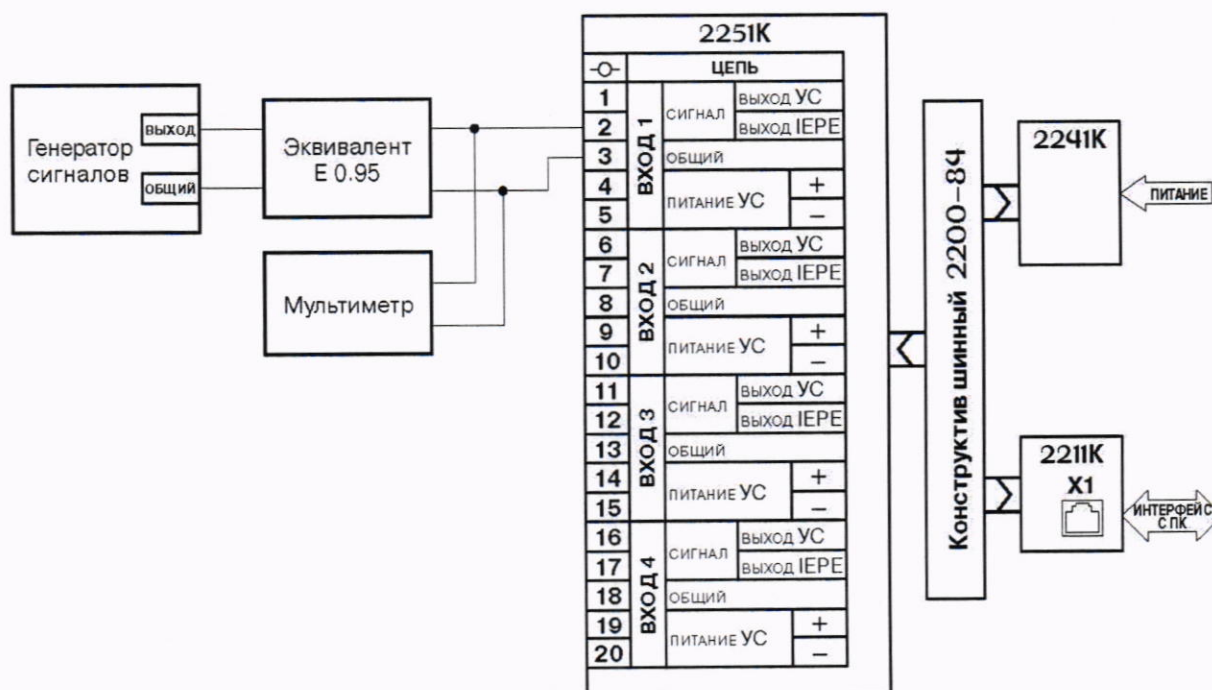 2251К
-О- ЦЕПЬ
Генератор сигналов
ВЫХОД
ОБЩИЙ
Эквивалент
Е 0.95
Мультиметр
ВХОД 1
1 СИГНАЛ ВЫХОД УС
2 ВЫХОД IEPE
3 ОБЩИЙ
4 ПИТАНИЕ УС +
5 −
ВХОД 2
6 СИГНАЛ ВЫХОД УС
7 ВЫХОД IEPE
8 ОБЩИЙ
9 ПИТАНИЕ УС +
10 −
ВХОД 3
11 СИГНАЛ ВЫХОД УС
12 ВЫХОД IEPE
13 ОБЩИЙ
14 ПИТАНИЕ УС +
15 −
ВХОД 4
16 СИГНАЛ ВЫХОД УС
17 ВЫХОД IEPE
18 ОБЩИЙ
19 ПИТАНИЕ УС +
20 −
Конструктив шинный 2200-84
2241К
ПИТАНИЕ
2211К
X1
ИНТЕРФЕЙС
С ПК